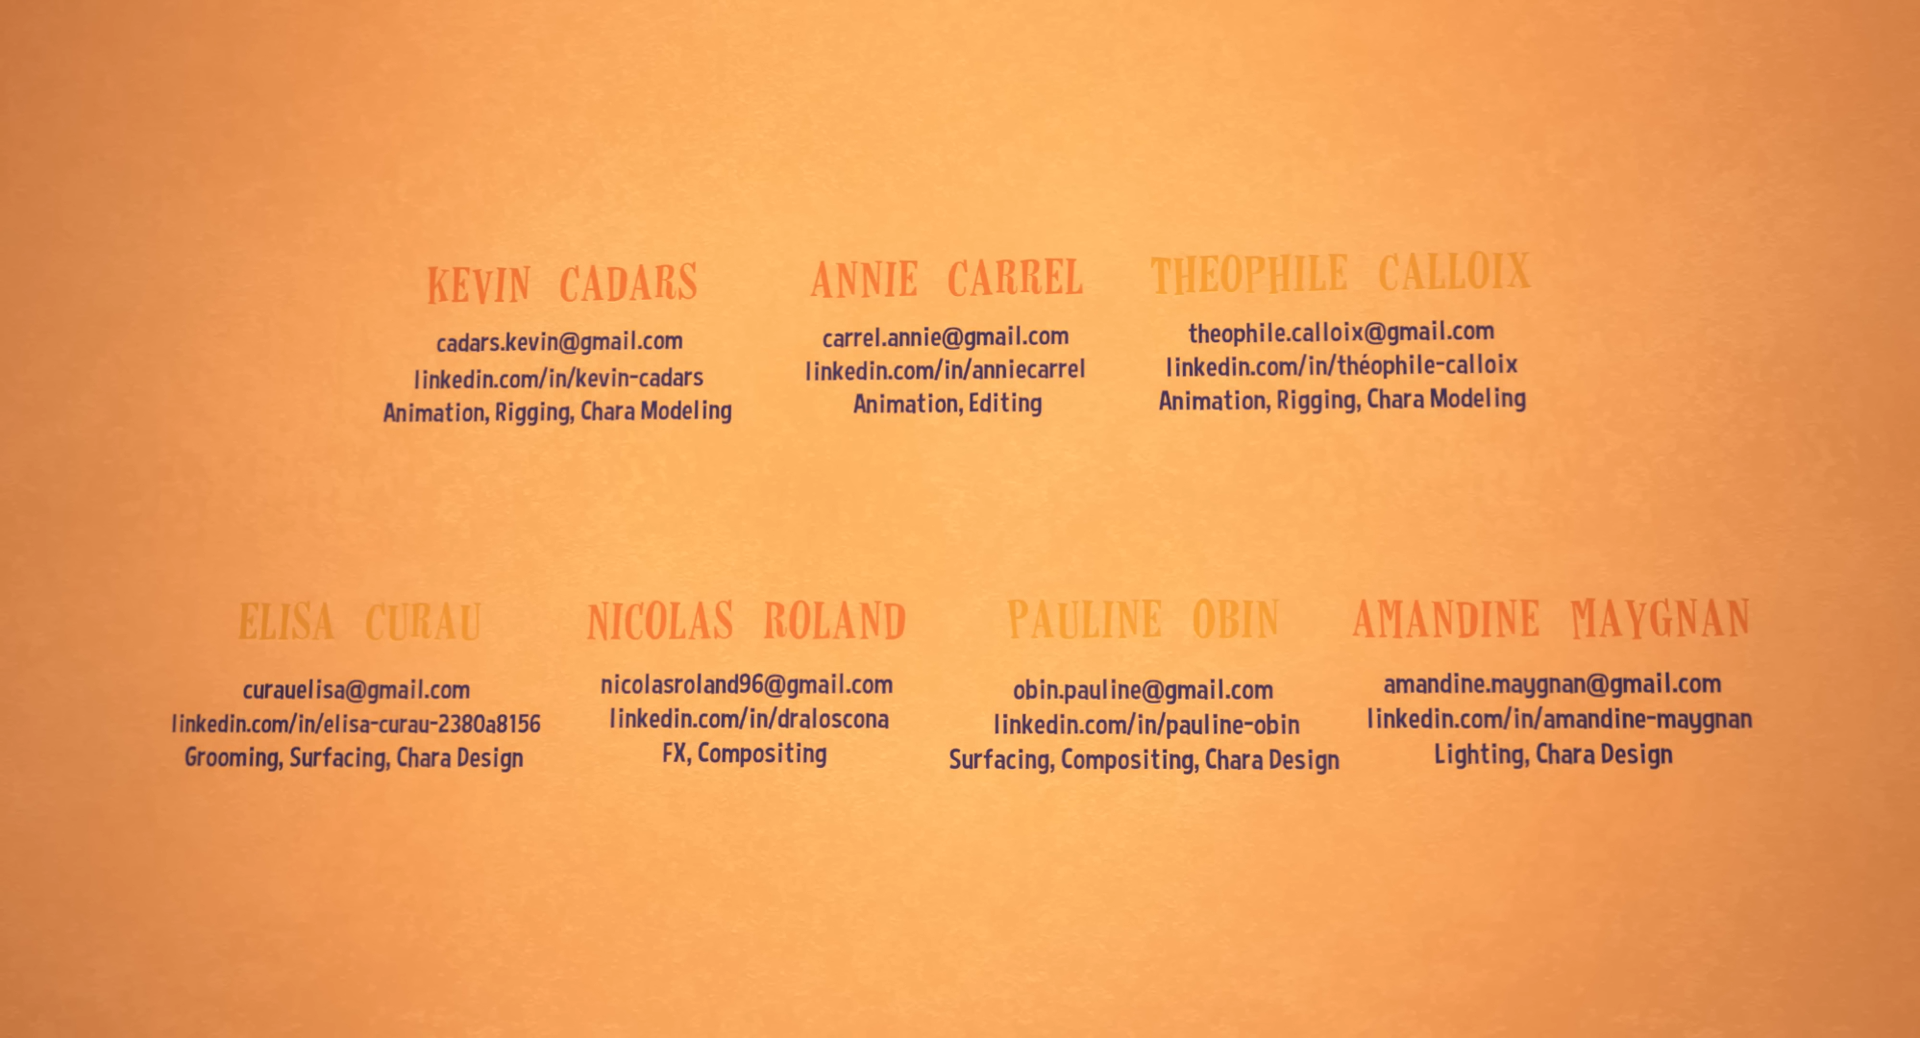 KEVIN CADARS
cadars.kevin@gmail.com
linkedin.com/in/kevin-cadars
Animation, Rigging, Chara Modeling
ANNIE CARREL
carrel.annie@gmail.com
linkedin.com/in/anniecarrel
Animation, Editing
THEOPHILE CALLOIX
theophile.calloix@gmail.com
linkedin.com/in/théophile-calloix
Animation, Rigging, Chara Modeling
ELISA CURAU
curauelisa@gmail.com
linkedin.com/in/elisa-curau-2380a8156
Grooming, Surfacing, Chara Design
NICOLAS ROLAND
nicolasroland96@gmail.com
linkedin.com/in/draloscona
FX, Compositing
PAULINE OBIN
obin.pauline@gmail.com
linkedin.com/in/pauline-obin
Surfacing, Compositing, Chara Design
AMANDINE MAYGNAN
amandine.maygnan@gmail.com
linkedin.com/in/amandine-maygnan
Lighting, Chara Design